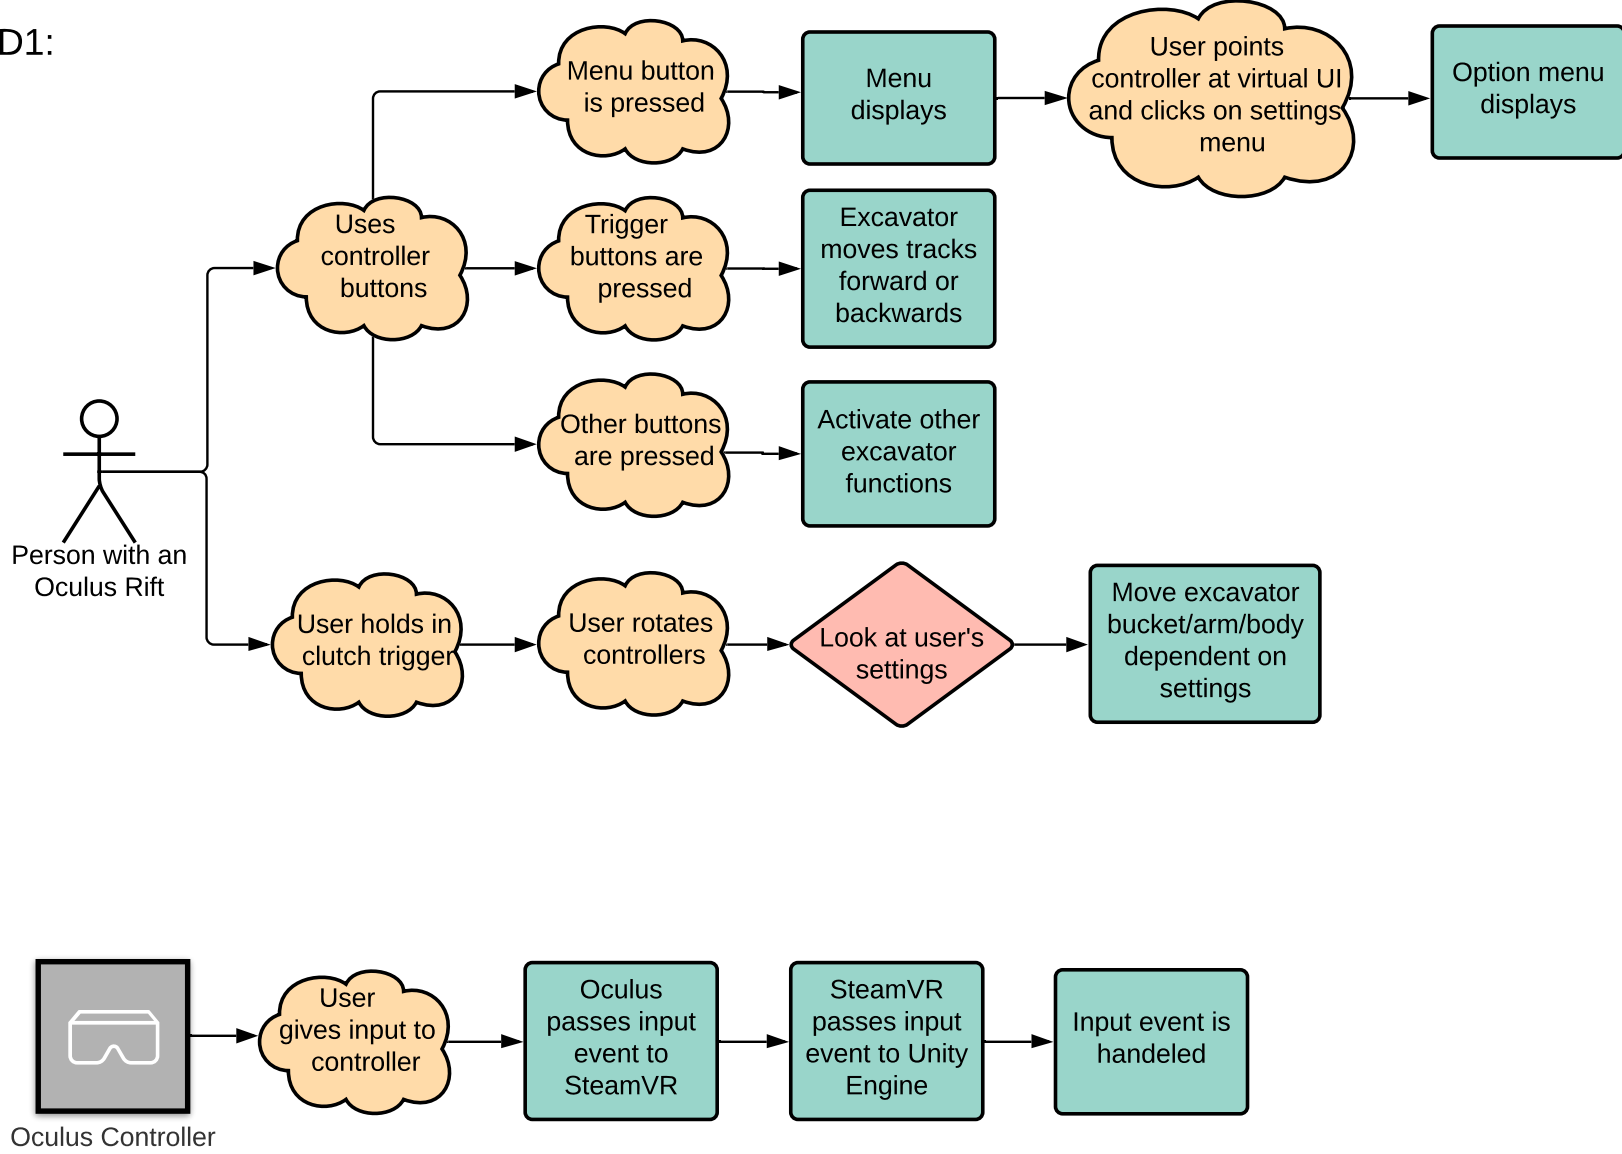 D1:
Menu button
is pressed
Menu
displays
User points
controller at virtual UI
and clicks on settings
menu
Option menu
displays
Uses
controller
buttons
Trigger
buttons are
pressed
Excavator
moves tracks
forward or
backwards
Other buttons
are pressed
Activate other
excavator
functions
Person with an
Oculus Rift
User holds in
clutch trigger
User rotates
controllers
Look at user's
settings
Move excavator
bucket/arm/body
dependent on
settings
User
gives input to
controller
Oculus
passes input
event to
SteamVR
SteamVR
passes input
event to Unity
Engine
Input event is
handeled
Oculus Controller